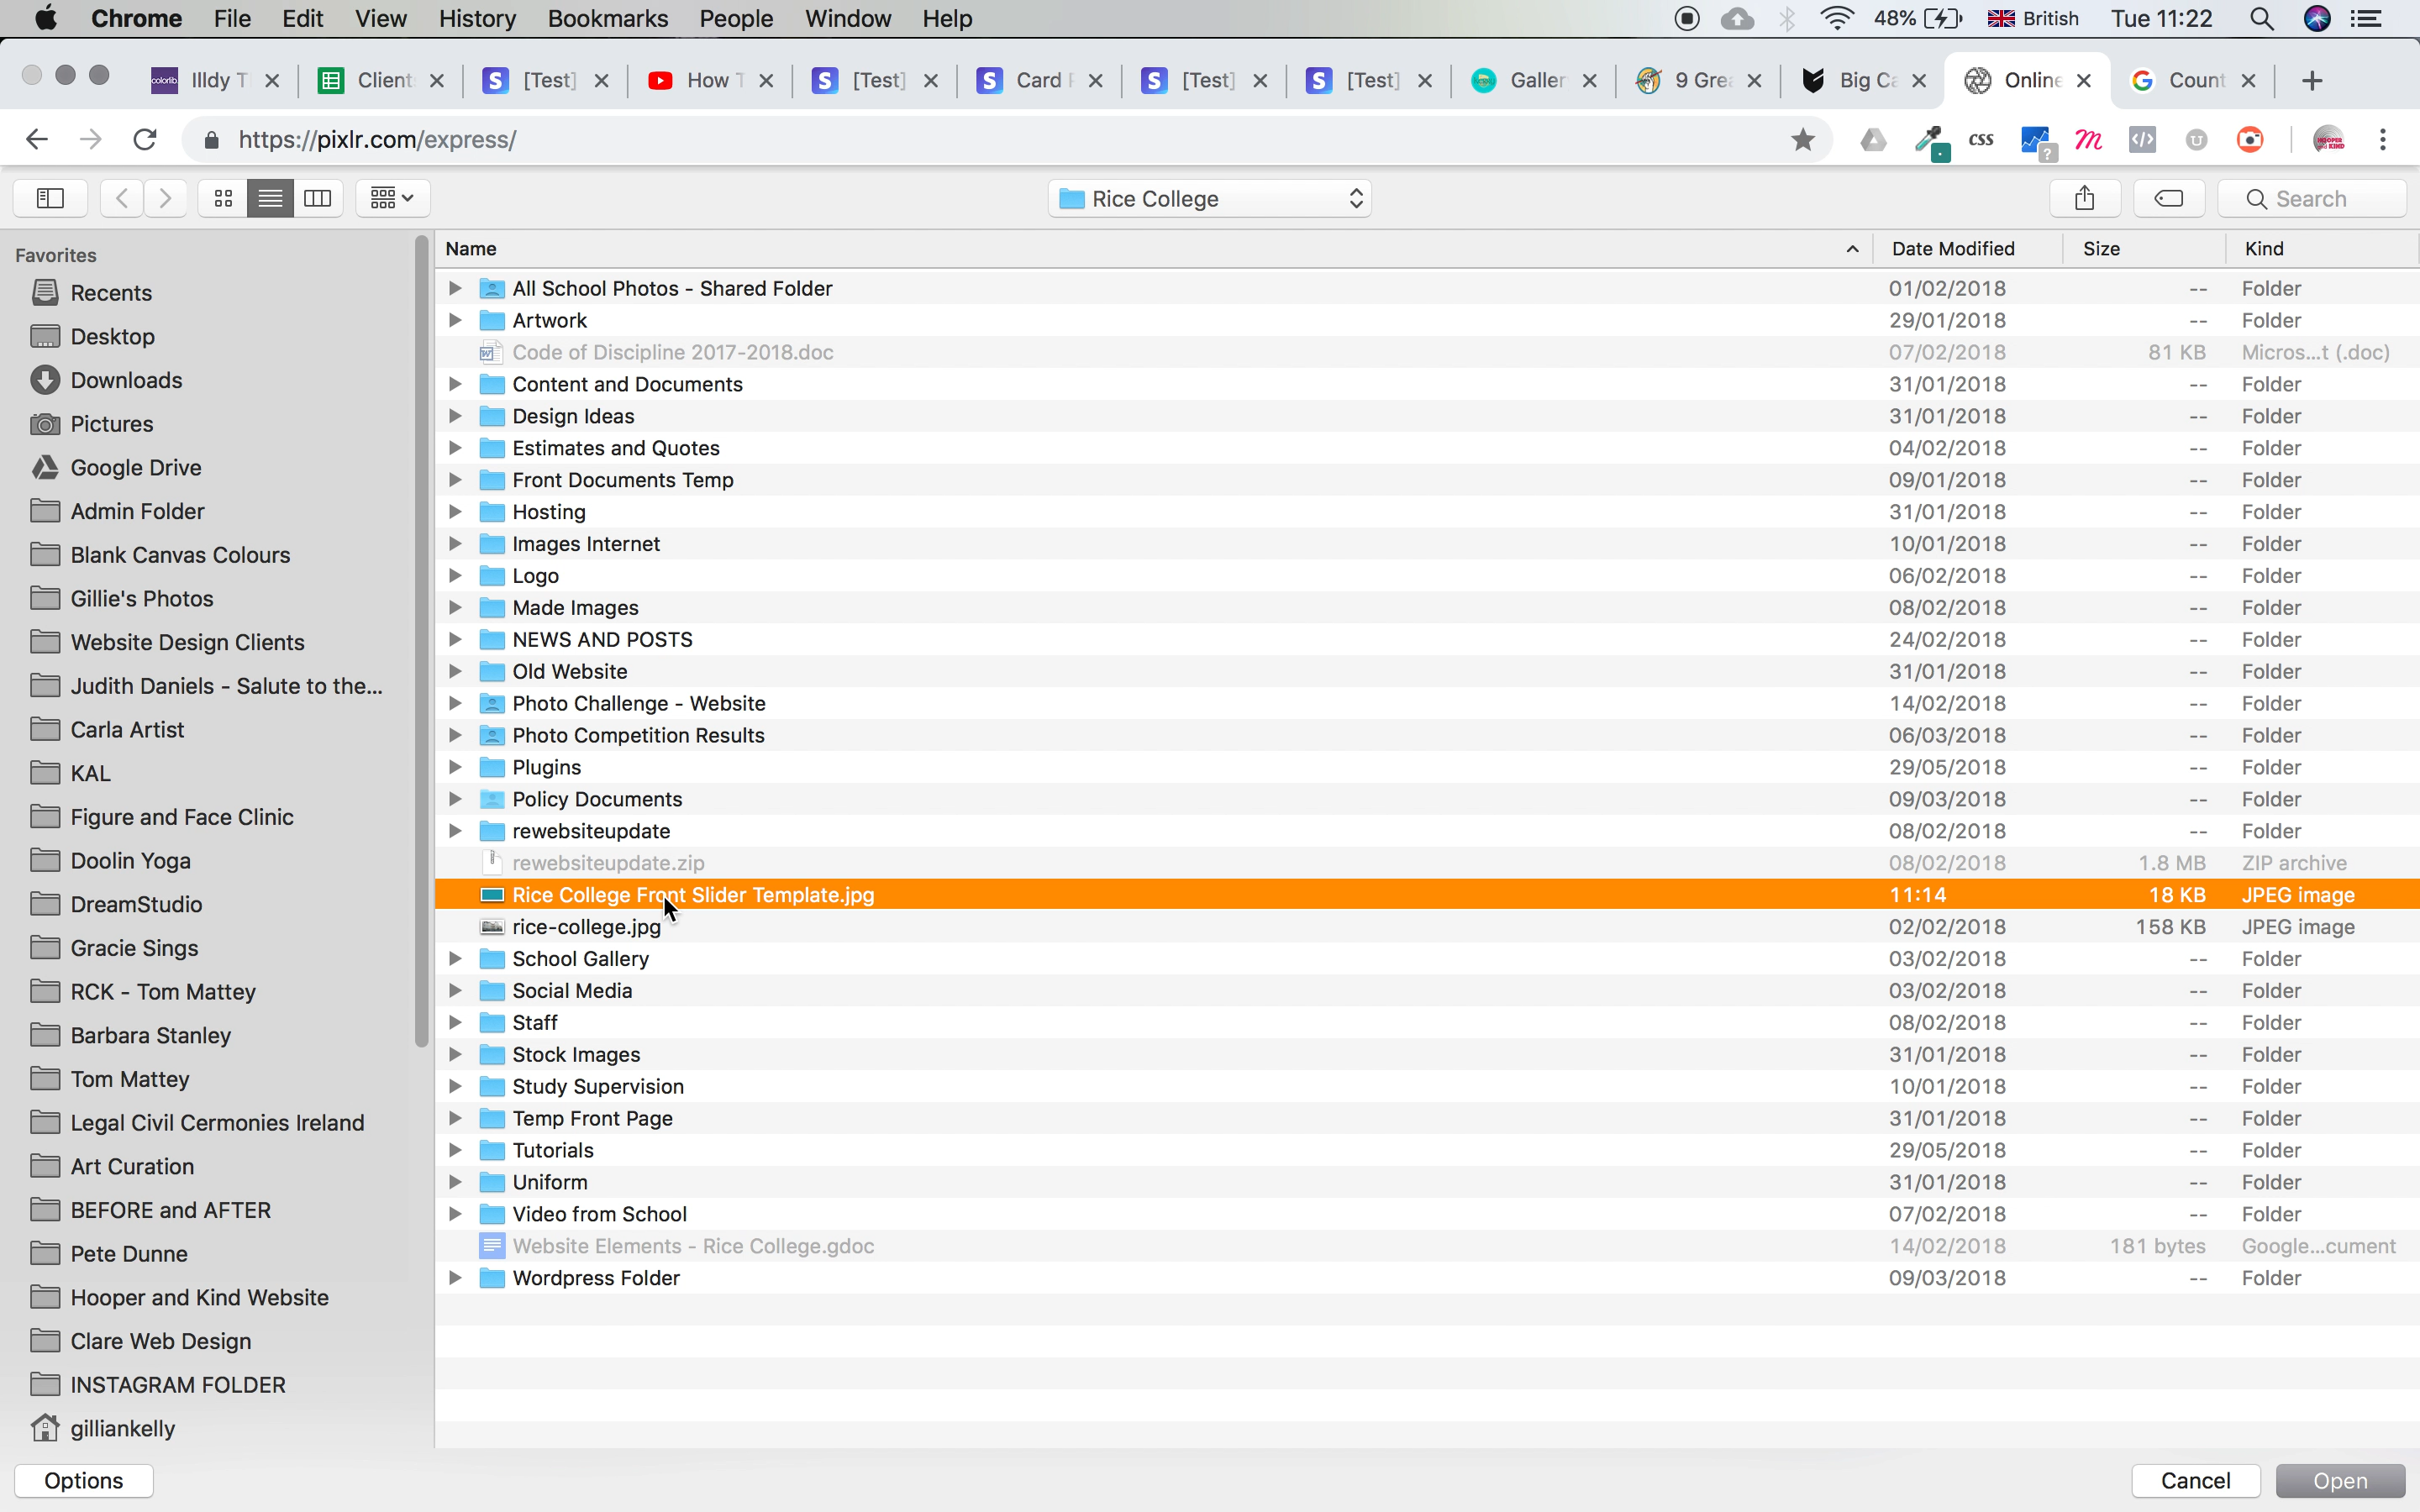 Chrome File Edit View History Bookmarks People Window Help 48% British Tue 11:22
colorlib. Illdy T Client [Test] How T [Test] Card F [Test] [Test] Galler 9 Grea Big Ca Online Count
https://pixlr.com/express/ css
Rice College Search
Favorites
Recents
Desktop
Downloads
Pictures
Google Drive
Admin Folder
Blank Canvas Colours
Gillie's Photos
Website Design Clients
Judith Daniels - Salute to the...
Carla Artist
KAL
Figure and Face Clinic
Doolin Yoga
DreamStudio
Gracie Sings
RCK - Tom Mattey
Barbara Stanley
Tom Mattey
Legal Civil Cermonies Ireland
Art Curation
BEFORE and AFTER
Pete Dunne
Hooper and Kind Website
Clare Web Design
INSTAGRAM FOLDER
gilliankelly
Name Date Modified Size Kind
All School Photos - Shared Folder 01/02/2018 -- Folder
Artwork 29/01/2018 -- Folder
Code of Discipline 2017-2018.doc 07/02/2018 81 KB Micros...t (.doc)
Content and Documents 31/01/2018 -- Folder
Design Ideas 31/01/2018 -- Folder
Estimates and Quotes 04/02/2018 -- Folder
Front Documents Temp 09/01/2018 -- Folder
Hosting 31/01/2018 -- Folder
Images Internet 10/01/2018 -- Folder
Logo 06/02/2018 -- Folder
Made Images 08/02/2018 -- Folder
NEWS AND POSTS 24/02/2018 -- Folder
Old Website 31/01/2018 -- Folder
Photo Challenge - Website 14/02/2018 -- Folder
Photo Competition Results 06/03/2018 -- Folder
Plugins 29/05/2018 -- Folder
Policy Documents 09/03/2018 -- Folder
rewebsiteupdate 08/02/2018 -- Folder
rewebsiteupdate.zip 08/02/2018 1.8 MB ZIP archive
Rice College Front Slider Template.jpg 11:14 18 KB JPEG image
rice-college.jpg 02/02/2018 158 KB JPEG image
School Gallery 03/02/2018 -- Folder
Social Media 03/02/2018 -- Folder
Staff 08/02/2018 -- Folder
Stock Images 31/01/2018 -- Folder
Study Supervision 10/01/2018 -- Folder
Temp Front Page 31/01/2018 -- Folder
Tutorials 29/05/2018 -- Folder
Uniform 31/01/2018 -- Folder
Video from School 07/02/2018 -- Folder
Website Elements - Rice College.gdoc 14/02/2018 181 bytes Google...cument
Wordpress Folder 09/03/2018 -- Folder
Options Cancel Open